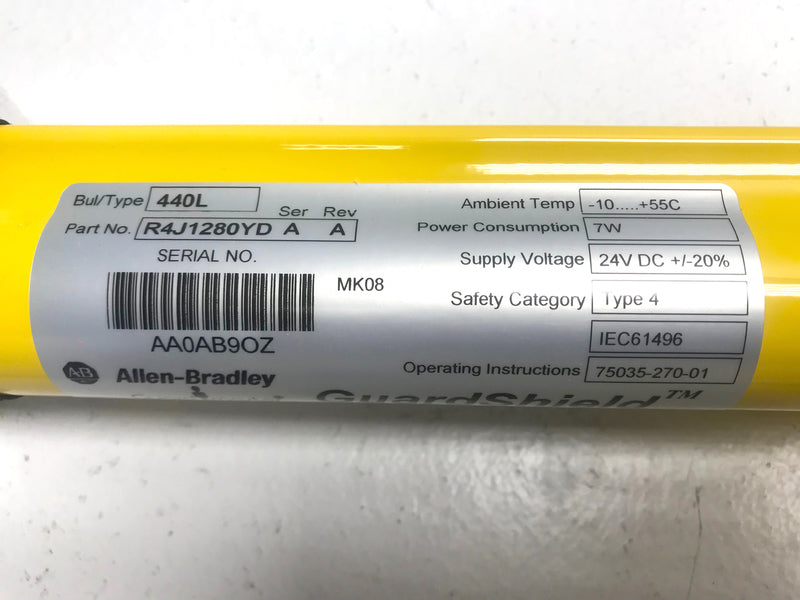 Bul/Type 440L
Ser Rev
Part No. R4J1280YD A A
SERIAL NO.
MK08
AA0AB9OZ
AB Allen-Bradley
Ambient Temp -10.....+55C
Power Consumption 7W
Supply Voltage 24V DC +/-20%
Safety Category Type 4
IEC61496
Operating Instructions 75035-270-01
GuardShield™